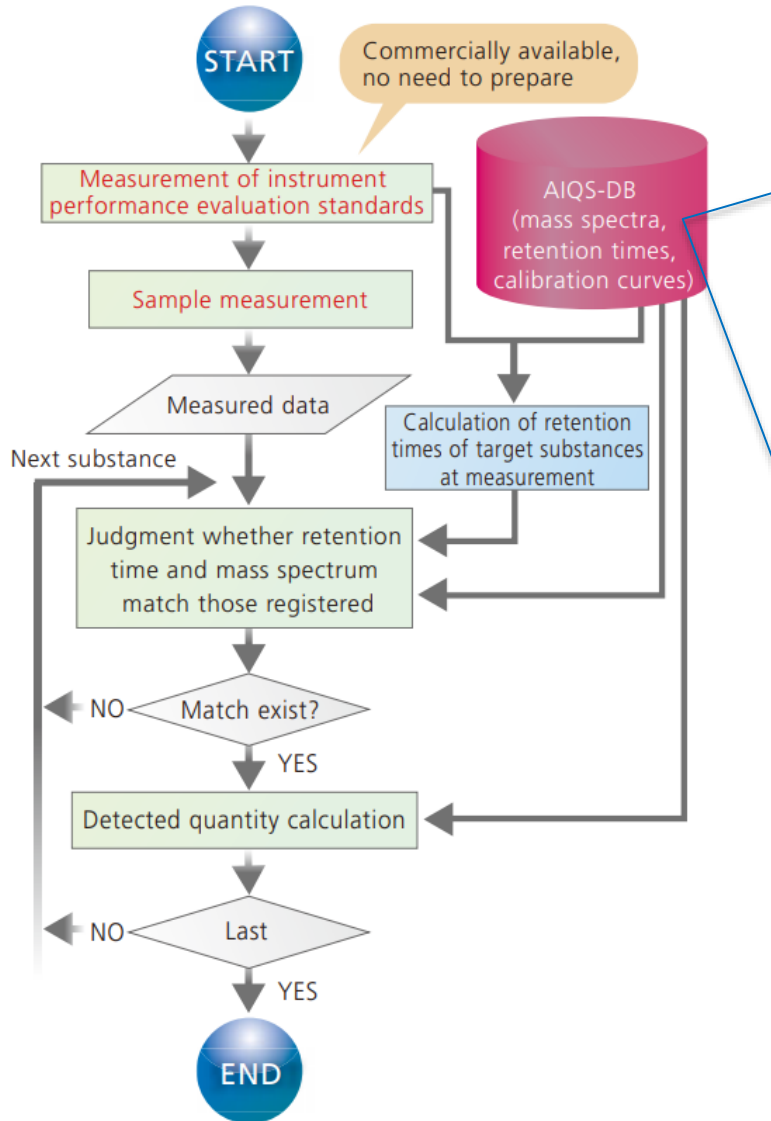 START
Commercially available,
no need to prepare
Measurement of instrument
performance evaluation standards
AIQS-DB
(mass spectra,
retention times,
calibration curves)
Sample measurement
Measured data
Calculation of retention
times of target substances
at measurement
Next substance
Judgment whether retention
time and mass spectrum
match those registered
NO
Match exist?
YES
Detected quantity calculation
NO
Last
YES
END